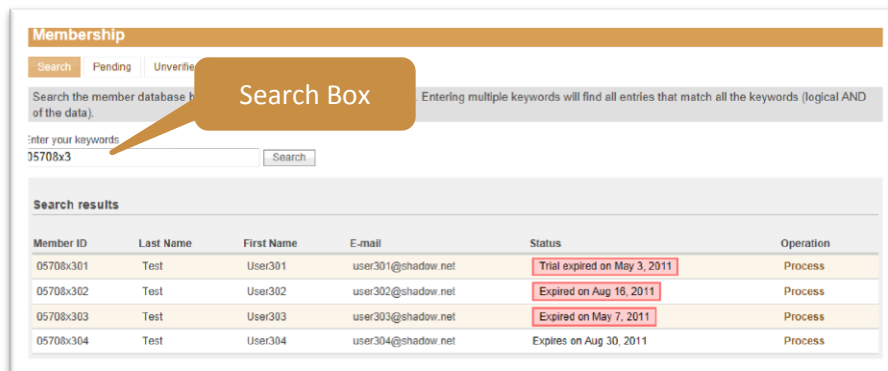 Membership
Search Pending Unverifie
Search the member database b . Entering multiple keywords will find all entries that match all the keywords (logical AND
of the data).
Search Box
Enter your keywords
05708x3 Search
Search results
Member ID Last Name First Name E-mail Status Operation
05708x301 Test User301 user301@shadow.net Trial expired on May 3, 2011 Process
05708x302 Test User302 user302@shadow.net Expired on Aug 16, 2011 Process
05708x303 Test User303 user303@shadow.net Expired on May 7, 2011 Process
05708x304 Test User304 user304@shadow.net Expires on Aug 30, 2011 Process